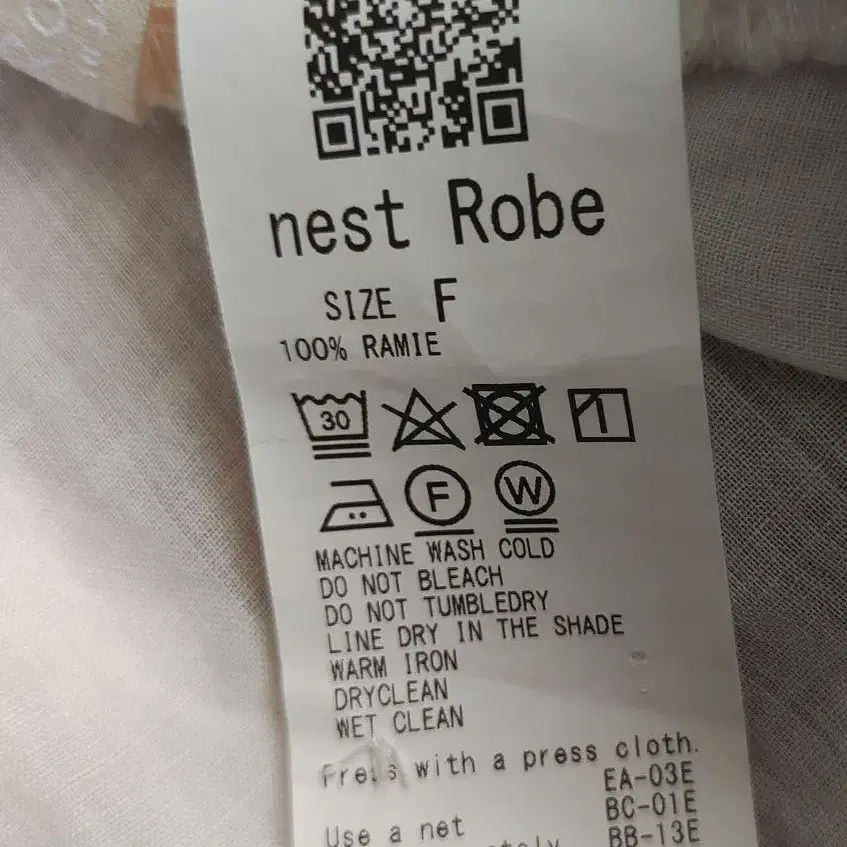 nest Robe
SIZE F
100% RAMIE
30
F W
MACHINE WASH COLD
DO NOT BLEACH
DO NOT TUMBLEDRY
LINE DRY IN THE SHADE
WARM IRON
DRYCLEAN
WET CLEAN
Press with a press cloth.
EA-03E
BC-01E
Use a net
BB-13E